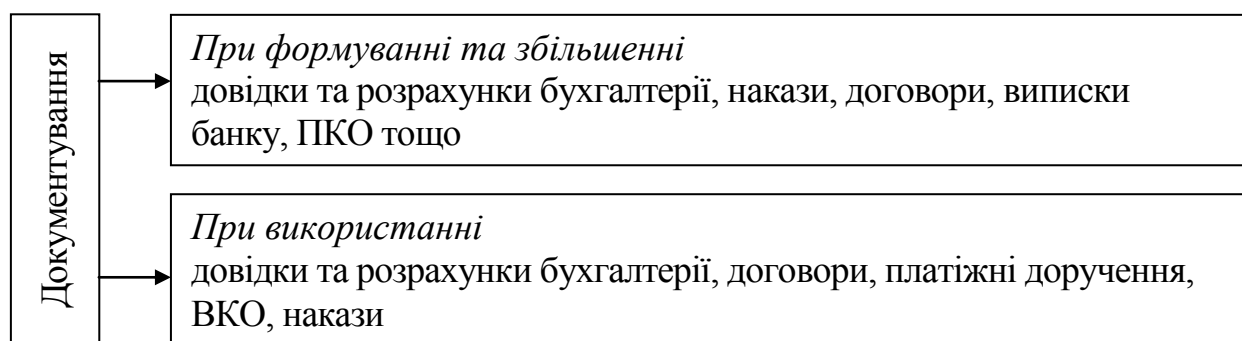 Документування
При формуванні та збільшенні
довідки та розрахунки бухгалтерії, накази, договори, виписки
банку, ПКО тощо
При використанні
довідки та розрахунки бухгалтерії, договори, платіжні доручення,
ВКО, накази